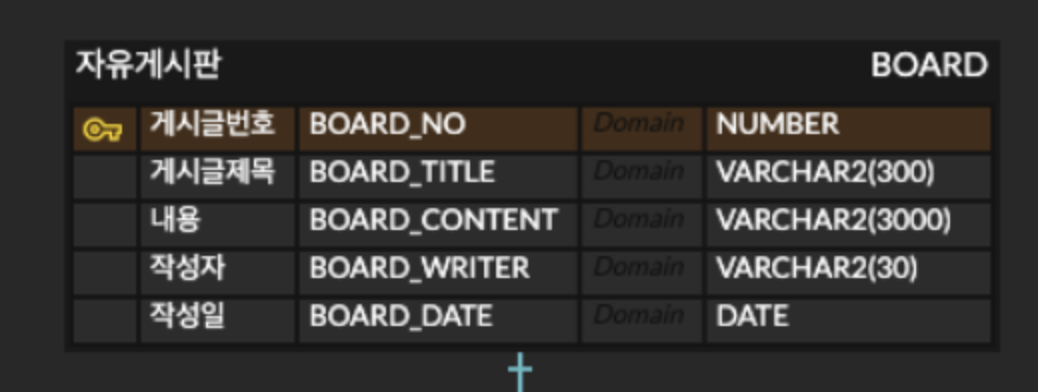 자유게시판 BOARD
게시글번호 BOARD_NO Domain NUMBER
게시글제목 BOARD_TITLE Domain VARCHAR2(300)
내용 BOARD_CONTENT Domain VARCHAR2(3000)
작성자 BOARD_WRITER Domain VARCHAR2(30)
작성일 BOARD_DATE Domain DATE